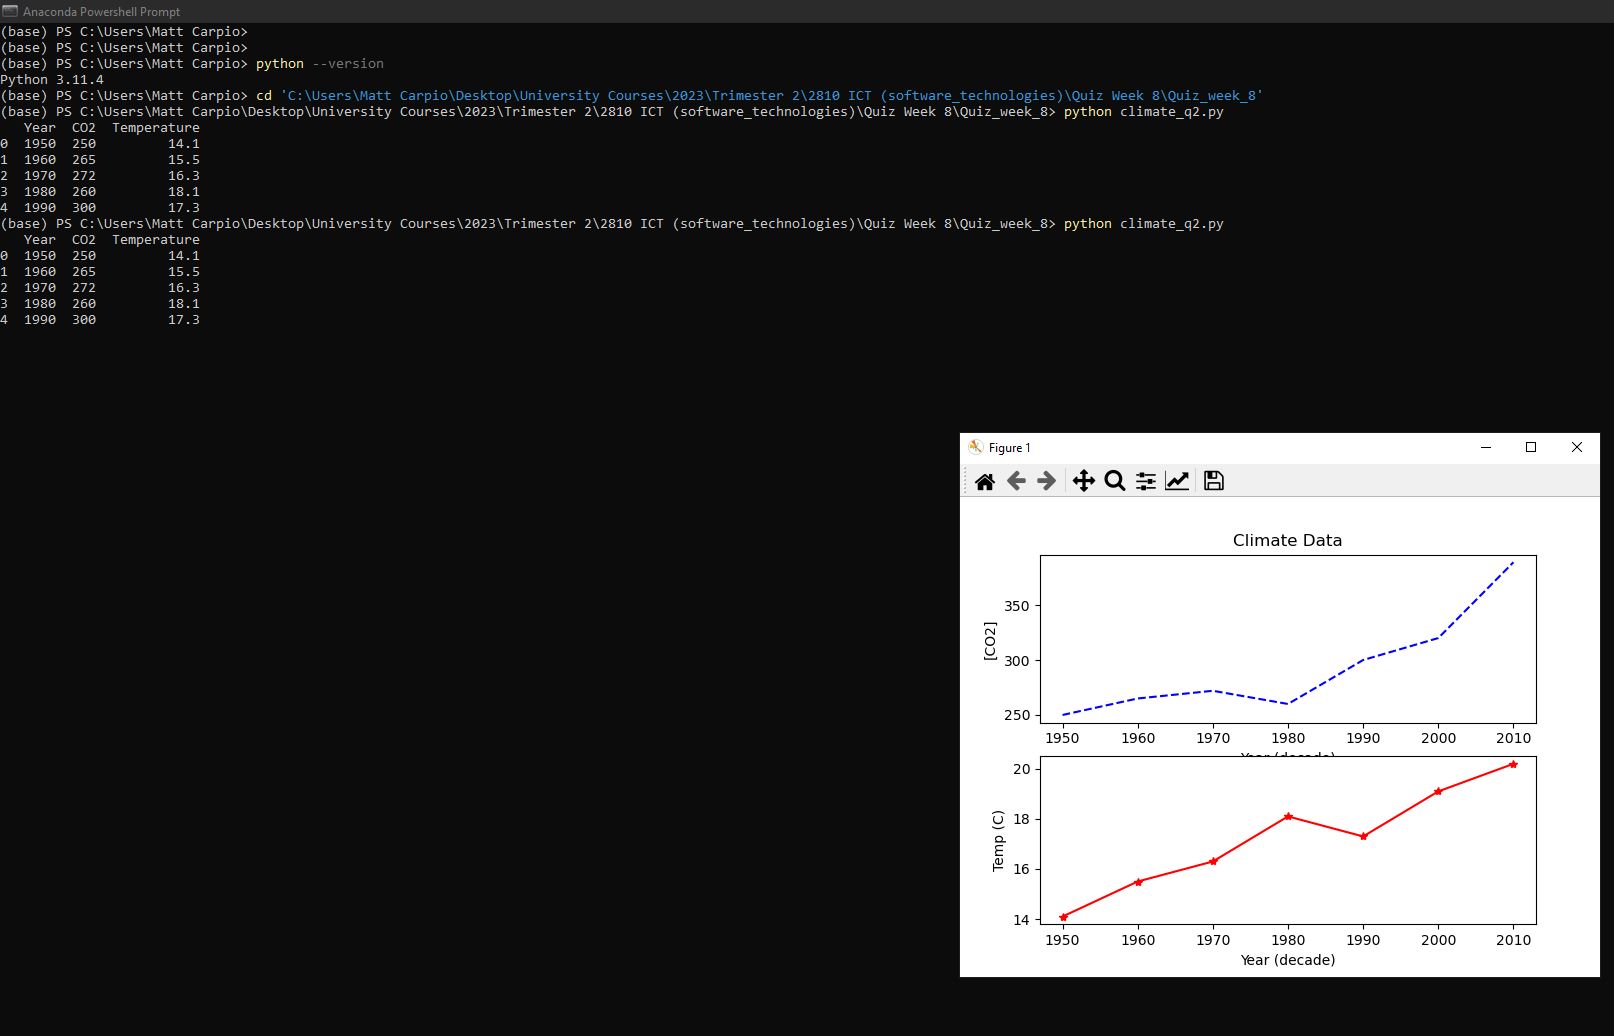 Anaconda Powershell Prompt
(base) PS C:\Users\Matt Carpio>
(base) PS C:\Users\Matt Carpio>
(base) PS C:\Users\Matt Carpio> python --version
Python 3.11.4
(base) PS C:\Users\Matt Carpio> cd 'C:\Users\Matt Carpio\Desktop\University Courses\2023\Trimester 2\2810 ICT (software_technologies)\Quiz Week 8\Quiz_week_8'
(base) PS C:\Users\Matt Carpio\Desktop\University Courses\2023\Trimester 2\2810 ICT (software_technologies)\Quiz Week 8\Quiz_week_8> python climate_q2.py
   Year  CO2  Temperature
0  1950  250         14.1
1  1960  265         15.5
2  1970  272         16.3
3  1980  260         18.1
4  1990  300         17.3
(base) PS C:\Users\Matt Carpio\Desktop\University Courses\2023\Trimester 2\2810 ICT (software_technologies)\Quiz Week 8\Quiz_week_8> python climate_q2.py
   Year  CO2  Temperature
0  1950  250         14.1
1  1960  265         15.5
2  1970  272         16.3
3  1980  260         18.1
4  1990  300         17.3
Figure 1
Climate Data
[CO2]
350
300
250
1950 1960 1970 1980 1990 2000 2010
Year (decade)
Temp (C)
20
18
16
14
1950 1960 1970 1980 1990 2000 2010
Year (decade)